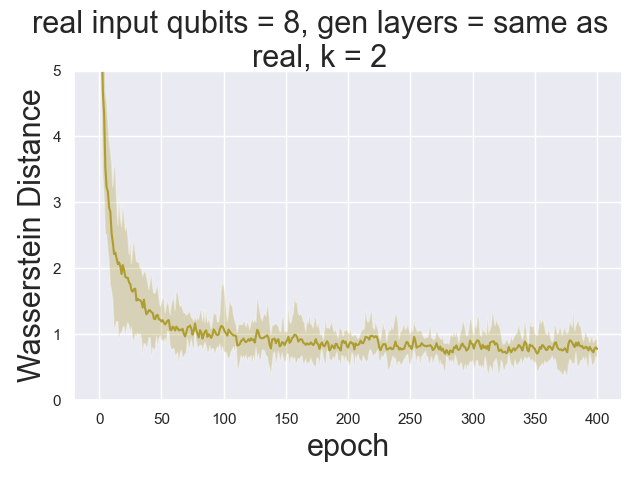 real input qubits = 8, gen layers = same as
real, k = 2
Wasserstein Distance
5
4
3
2
1
0
0 50 100 150 200 250 300 350 400
epoch